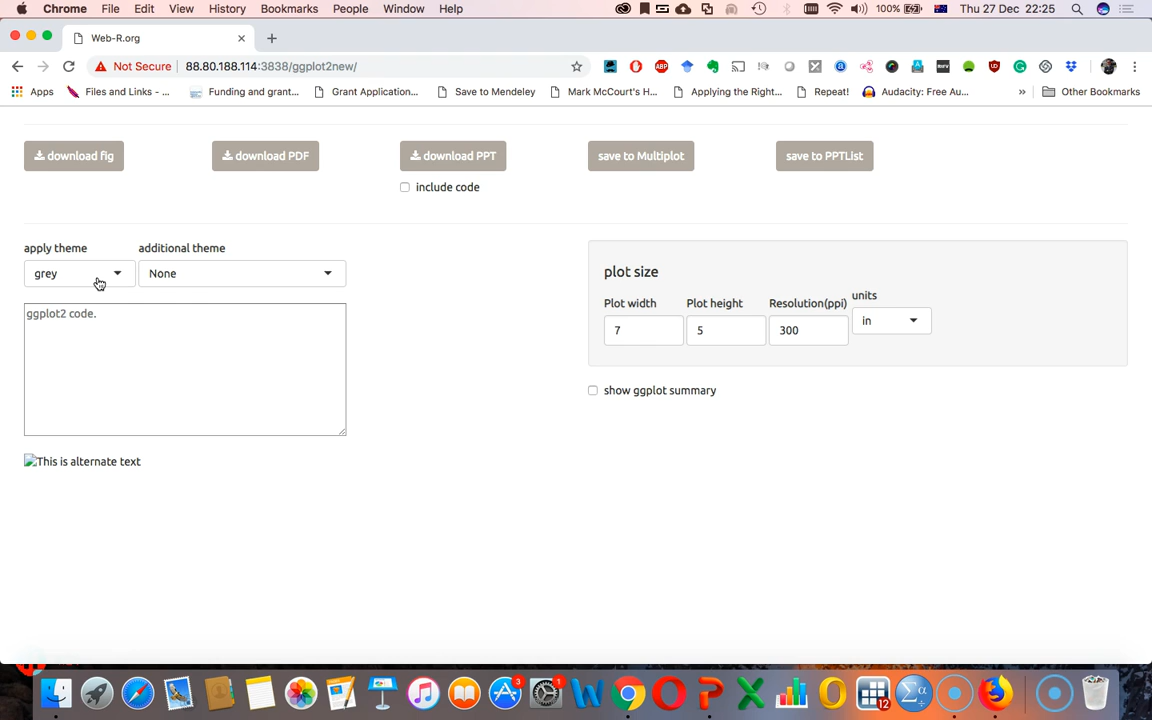 Chrome File Edit View History Bookmarks People Window Help 100% Thu 27 Dec 22:25
Web-R.org
Not Secure 88.80.188.114:3838/ggplot2new/
Apps Files and Links - ... Funding and grant... Grant Application... Save to Mendeley Mark McCourt's H... Applying the Right... Repeat! Audacity: Free Au... » Other Bookmarks
download fig download PDF download PPT save to Multiplot save to PPTList
include code
apply theme additional theme
grey None
ggplot2 code.
plot size
Plot width Plot height Resolution(ppi) units
7 5 300 in
show ggplot summary
This is alternate text
3 1 12